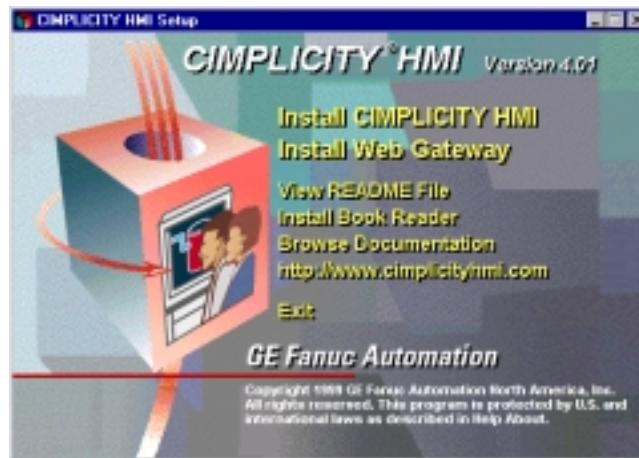 CIMPLICITY HMI Setup
CIMPLICITY® HMI Version 4.01
Install CIMPLICITY HMI
Install Web Gateway
View README File
Install Book Reader
Browse Documentation
http://www.cimplicityhmi.com
Exit
GE Fanuc Automation
Copyright 1999 GE Fanuc Automation North America, Inc.
All rights reserved. This program is protected by U.S. and
international laws as described in Help About.